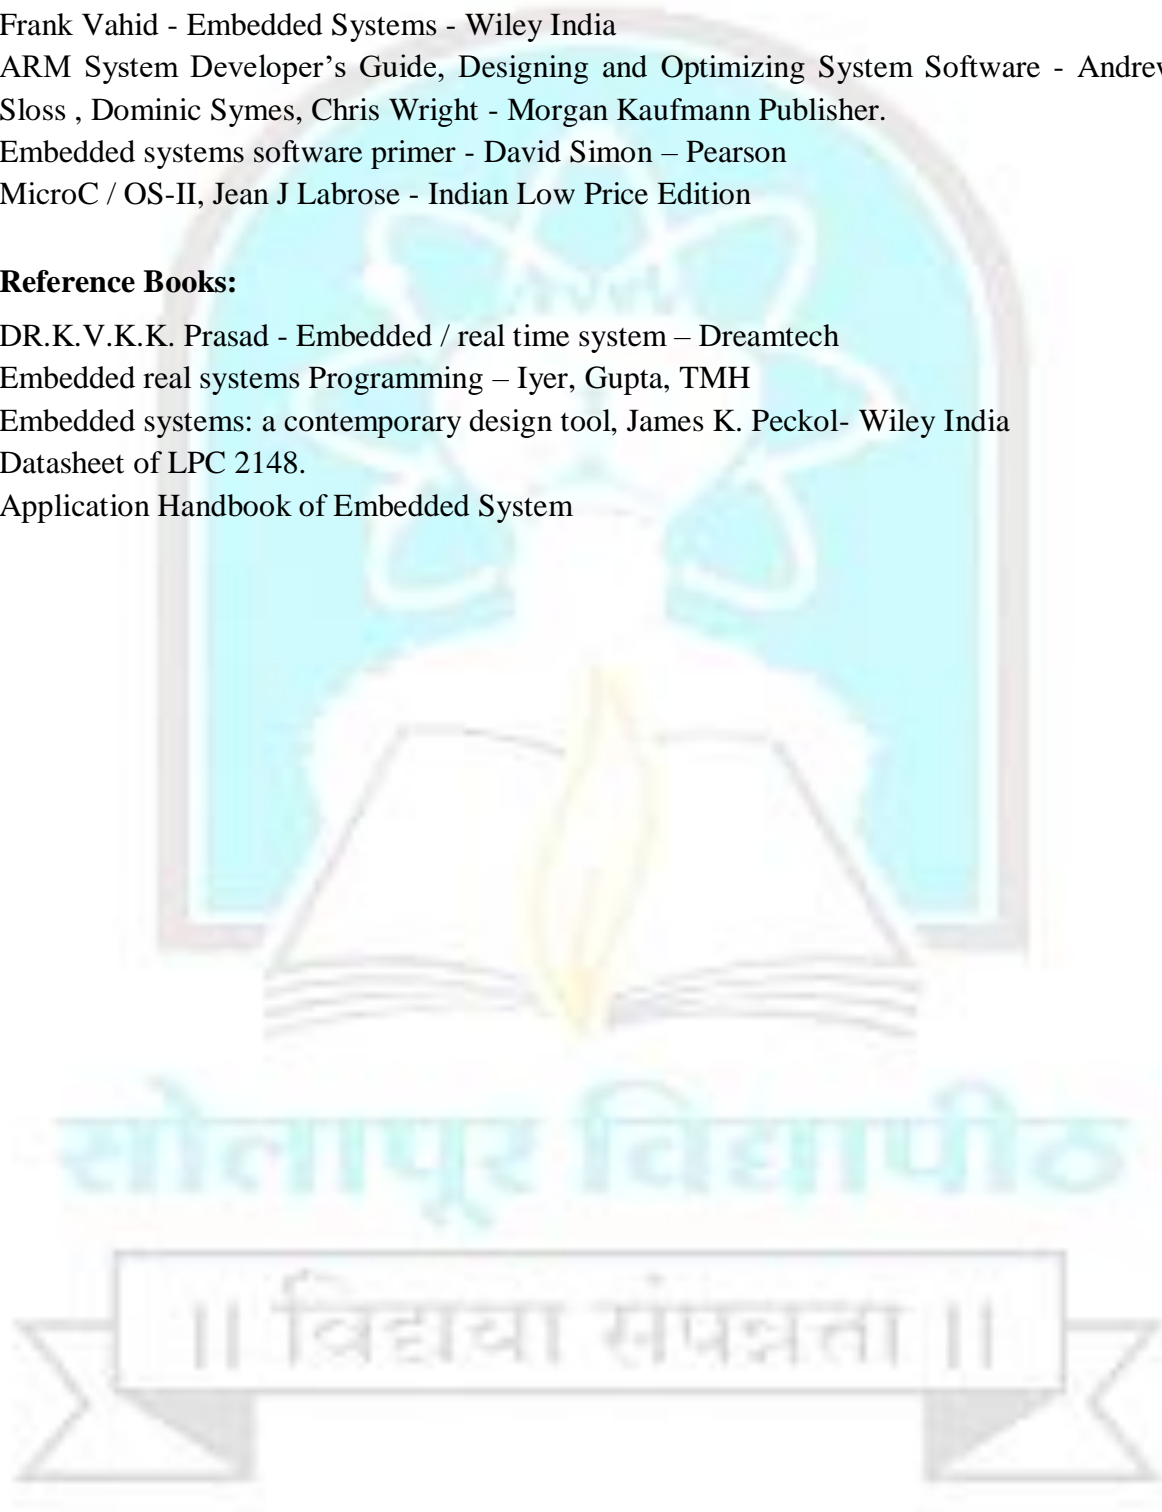 Frank Vahid - Embedded Systems - Wiley India
ARM System Developer’s Guide, Designing and Optimizing System Software - Andrew
Sloss , Dominic Symes, Chris Wright - Morgan Kaufmann Publisher.
Embedded systems software primer - David Simon – Pearson
MicroC / OS-II, Jean J Labrose - Indian Low Price Edition
Reference Books:
DR.K.V.K.K. Prasad - Embedded / real time system – Dreamtech
Embedded real systems Programming – Iyer, Gupta, TMH
Embedded systems: a contemporary design tool, James K. Peckol- Wiley India
Datasheet of LPC 2148.
Application Handbook of Embedded System
सोलापूर विद्यापीठ
|| विद्यया संपन्नता ||